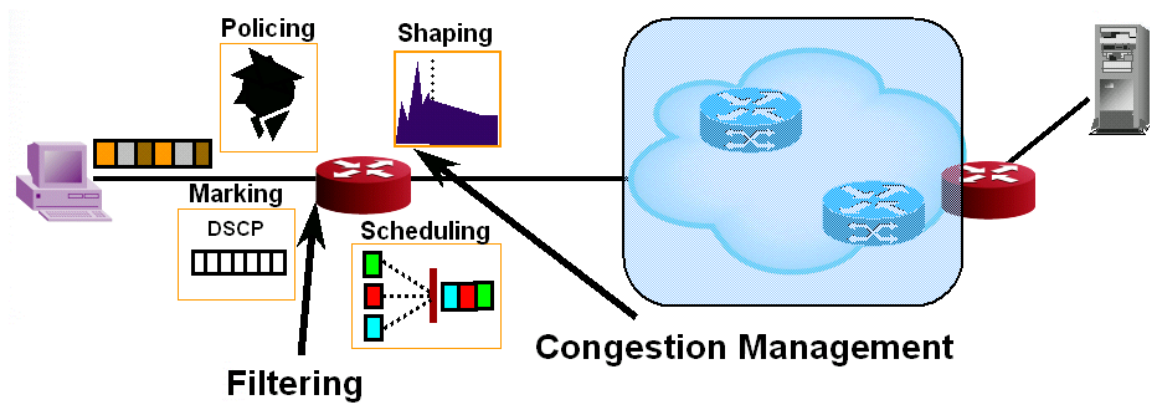 Policing
Shaping
Marking
DSCP
Scheduling
Congestion Management
Filtering